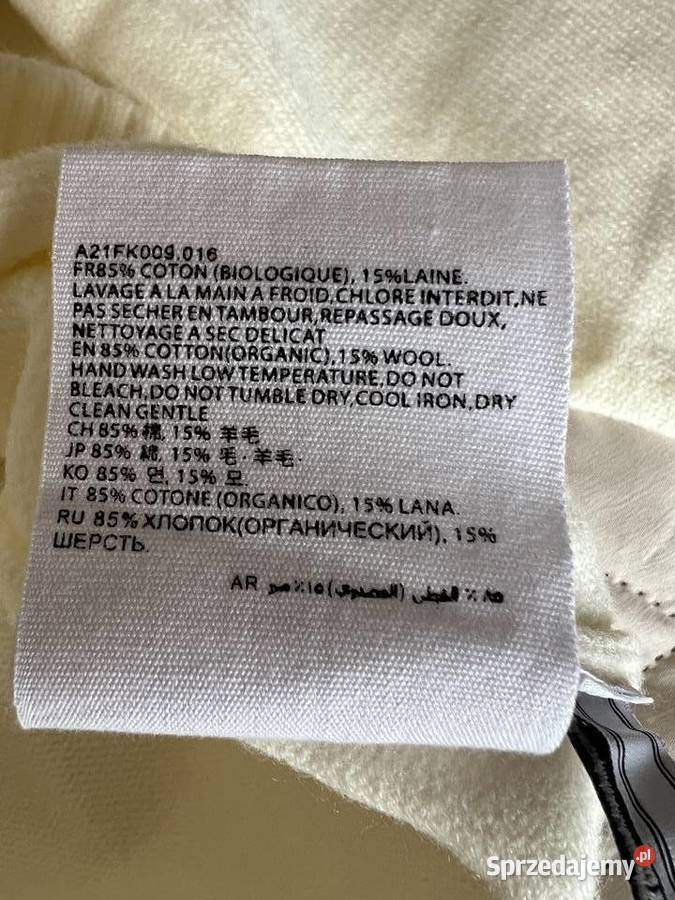 A21FK009.016
FR85% COTON (BIOLOGIQUE), 15%LAINE.
LAVAGE A LA MAIN A FROID,CHLORE INTERDIT,NE
PAS SECHER EN TAMBOUR,REPASSAGE DOUX,
NETTOYAGE A SEC DELICAT
EN 85% COTTON(ORGANIC),15% WOOL.
HAND WASH LOW TEMPERATURE,DO NOT
BLEACH,DO NOT TUMBLE DRY,COOL IRON,DRY
CLEAN GENTLE
CH 85% 棉, 15% 羊毛
JP 85% 綿, 15% 毛·羊毛·
KO 85% 면, 15% 모.
IT 85% COTONE (ORGANICO), 15% LANA.
RU 85% ХЛОПОК(ОРГАНИЧЕСКИЙ), 15%
ШЕРСТЬ.
AR ٨٥ ٪ ١٥٪
Sprzedajemy.pl